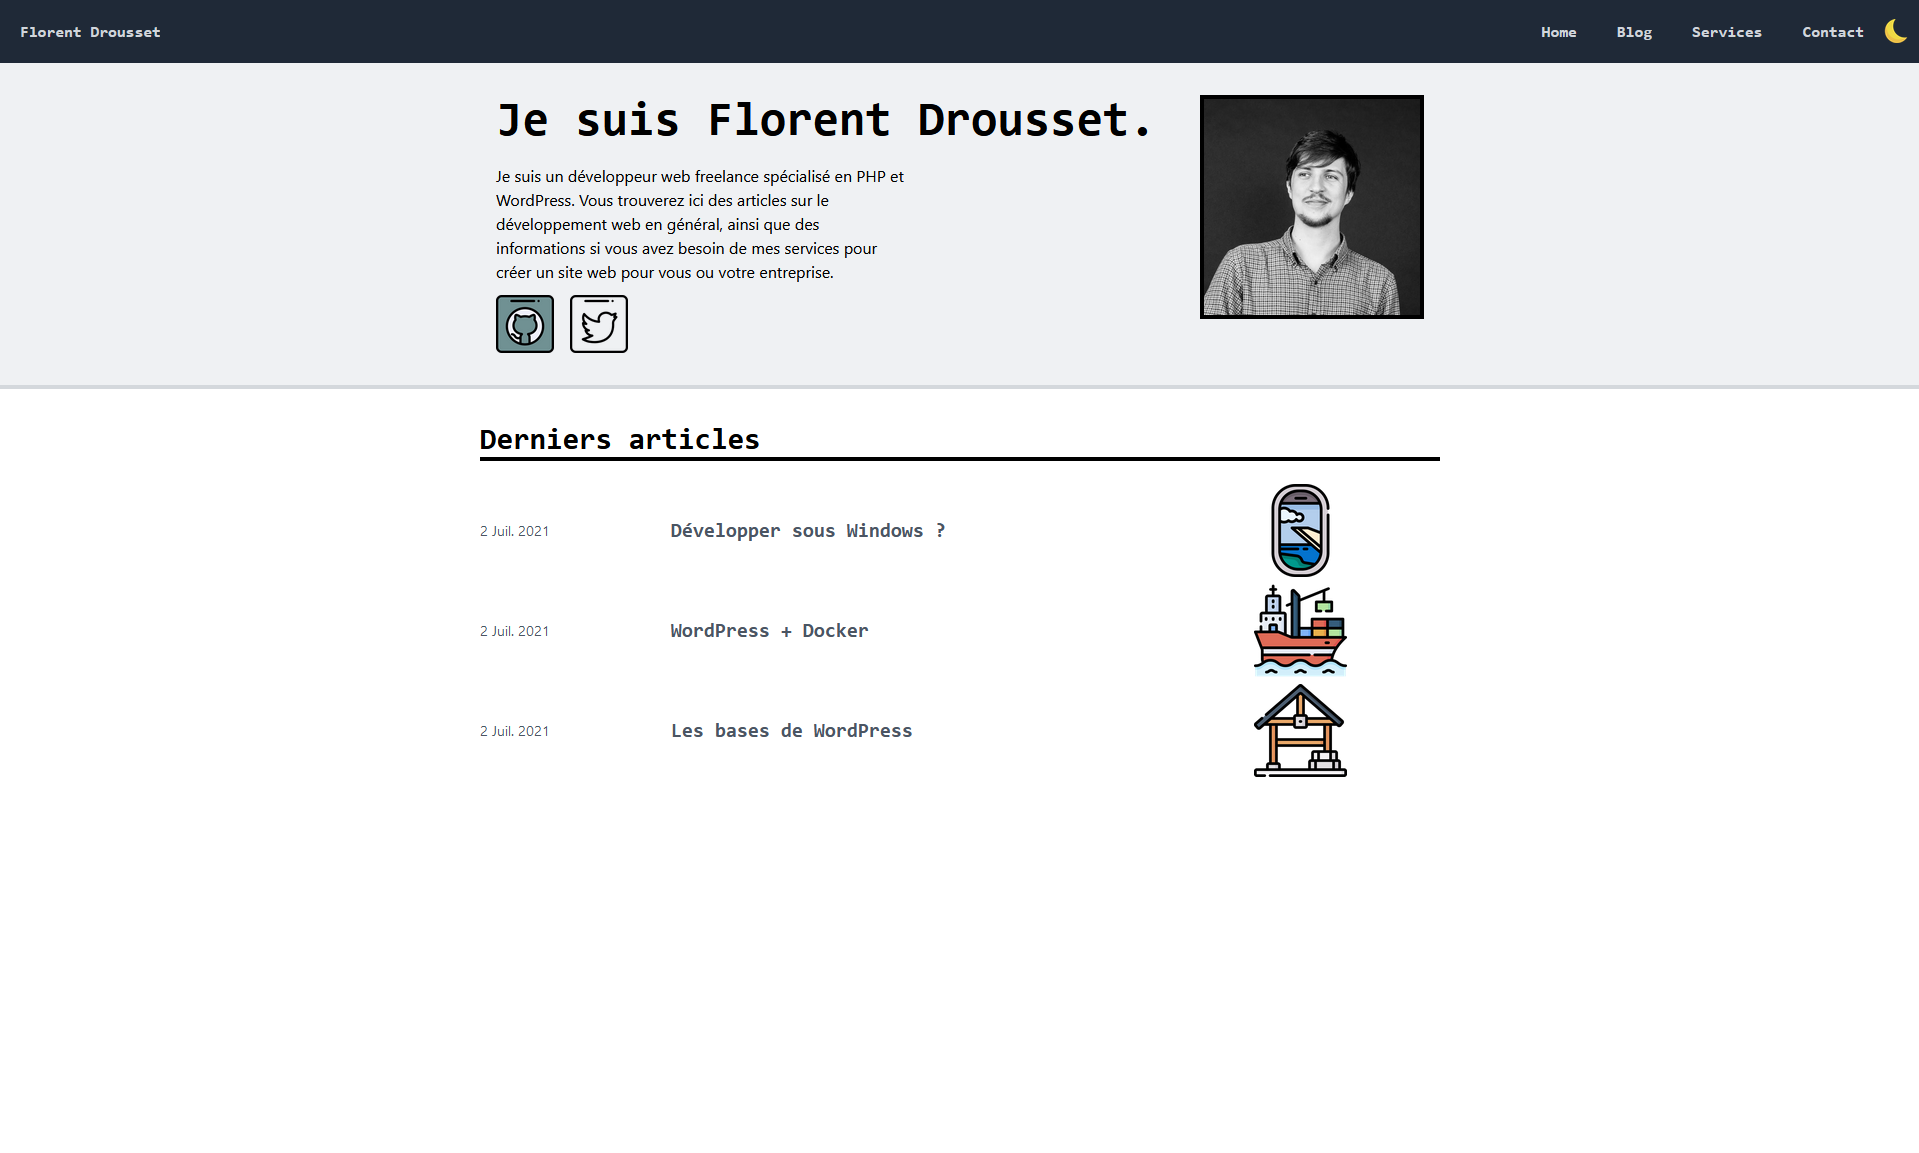 Florent Drousset
Home
Blog
Services
Contact
Je suis Florent Drousset.
Je suis un développeur web freelance spécialisé en PHP et
WordPress. Vous trouverez ici des articles sur le
développement web en général, ainsi que des
informations si vous avez besoin de mes services pour
créer un site web pour vous ou votre entreprise.
Derniers articles
2 Juil. 2021
Développer sous Windows ?
2 Juil. 2021
WordPress + Docker
2 Juil. 2021
Les bases de WordPress